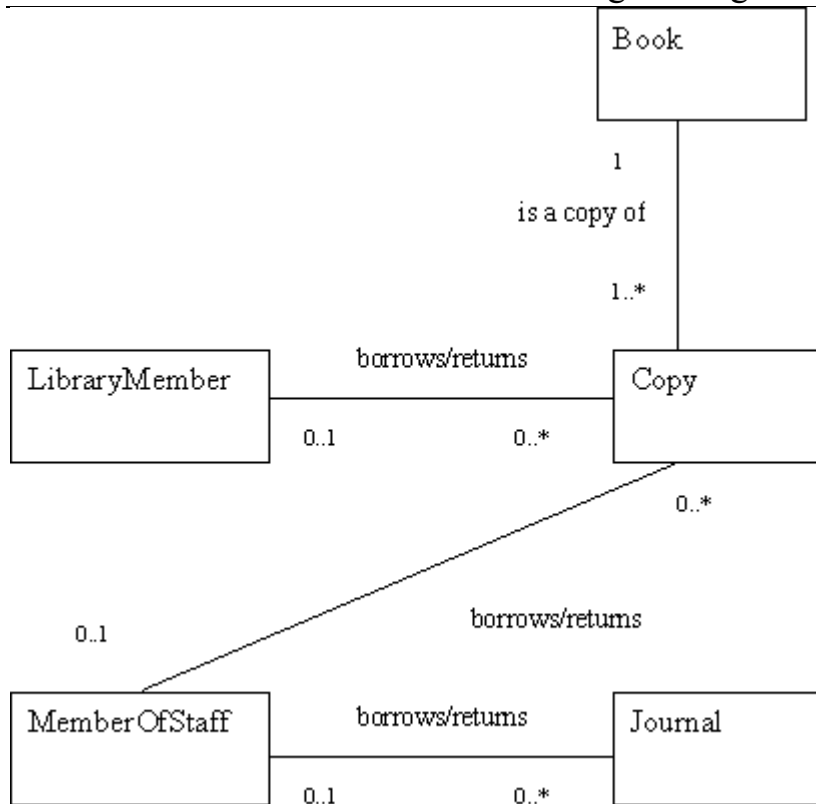 Book
1
is a copy of
1..*
borrows/returns
LibraryMember
Copy
0..1
0..*
0..*
borrows/returns
0..1
MemberOfStaff
borrows/returns
Journal
0..1
0..*